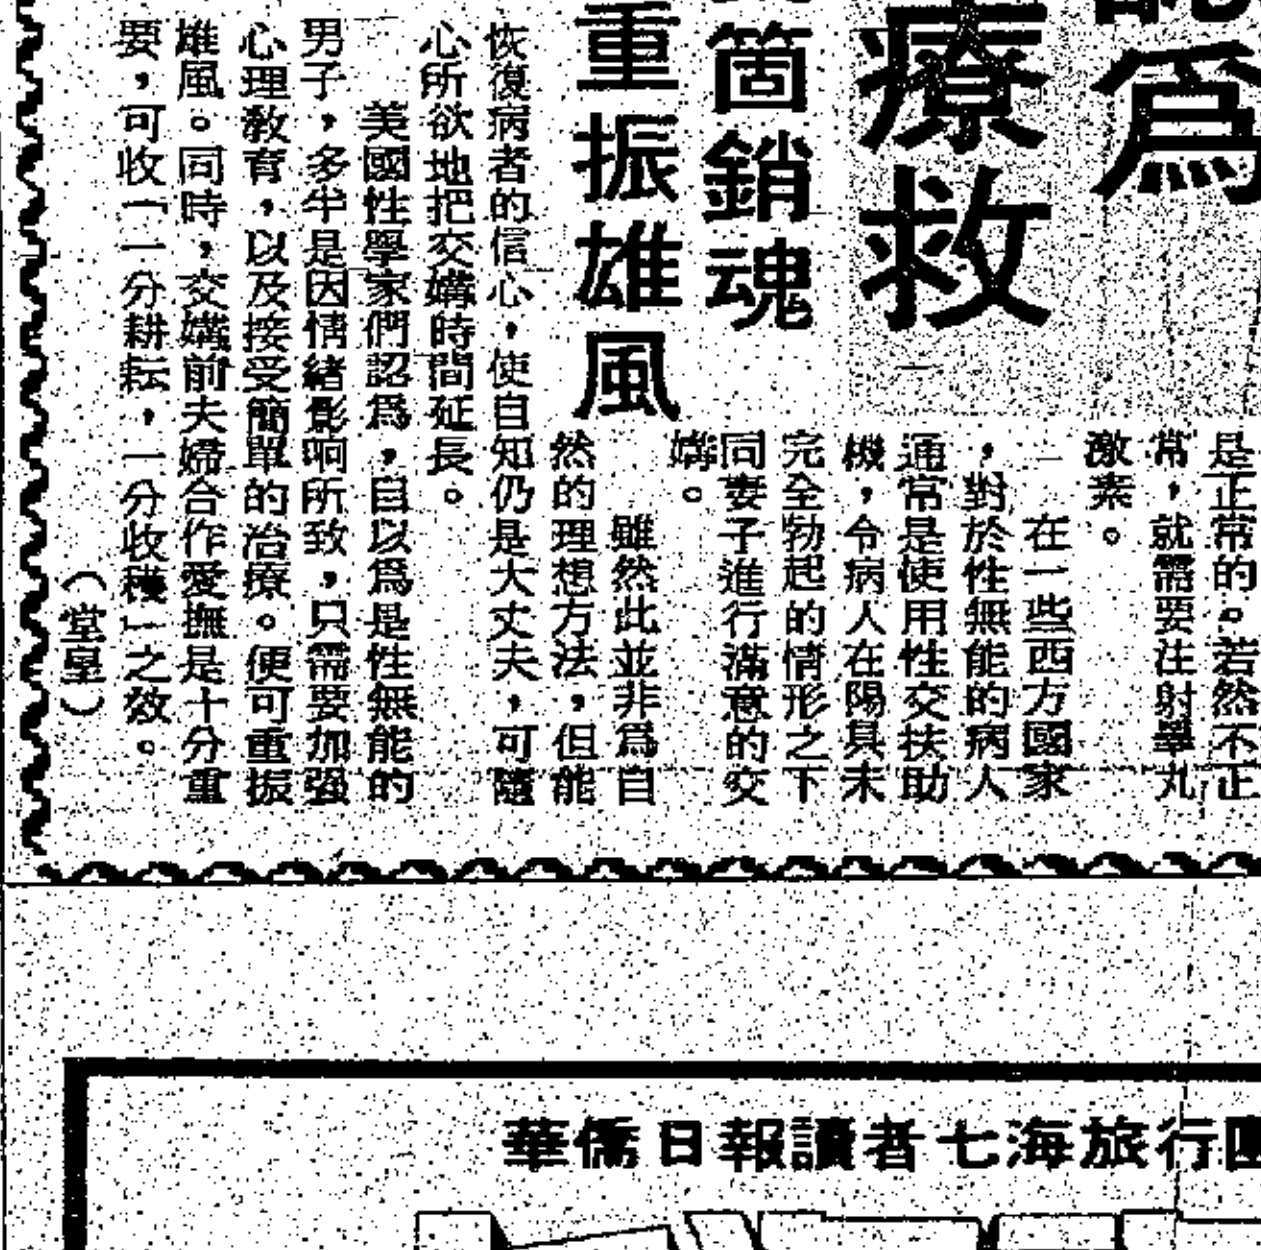 爲
療救
箇銷魂
重振雄風
是正常的。若然不正
常，就需要注射睪丸
激素。
在一些西方國家
，對於性無能的病人
通常是使用性交扶助
機，令病人在陽具未
完全勃起的情形之下
同妻子進行滿意的交
媾。
雖然此並非爲自
然的理想方法，但能
恢復病者的信心，使自知仍是大丈夫，可隨
心所欲地把交媾時間延長。
美國性學家們認爲，自以爲是性無能的
男子，多半是因情緒影响所致，只需要加强
心理教育，以及接受簡單的治療。便可重振
雄風。同時，交媾前夫婦合作愛撫是十分重
要，可收「一分耕耘，一分收穫」之效。
（堂皇）
華僑日報讀者七海旅行團